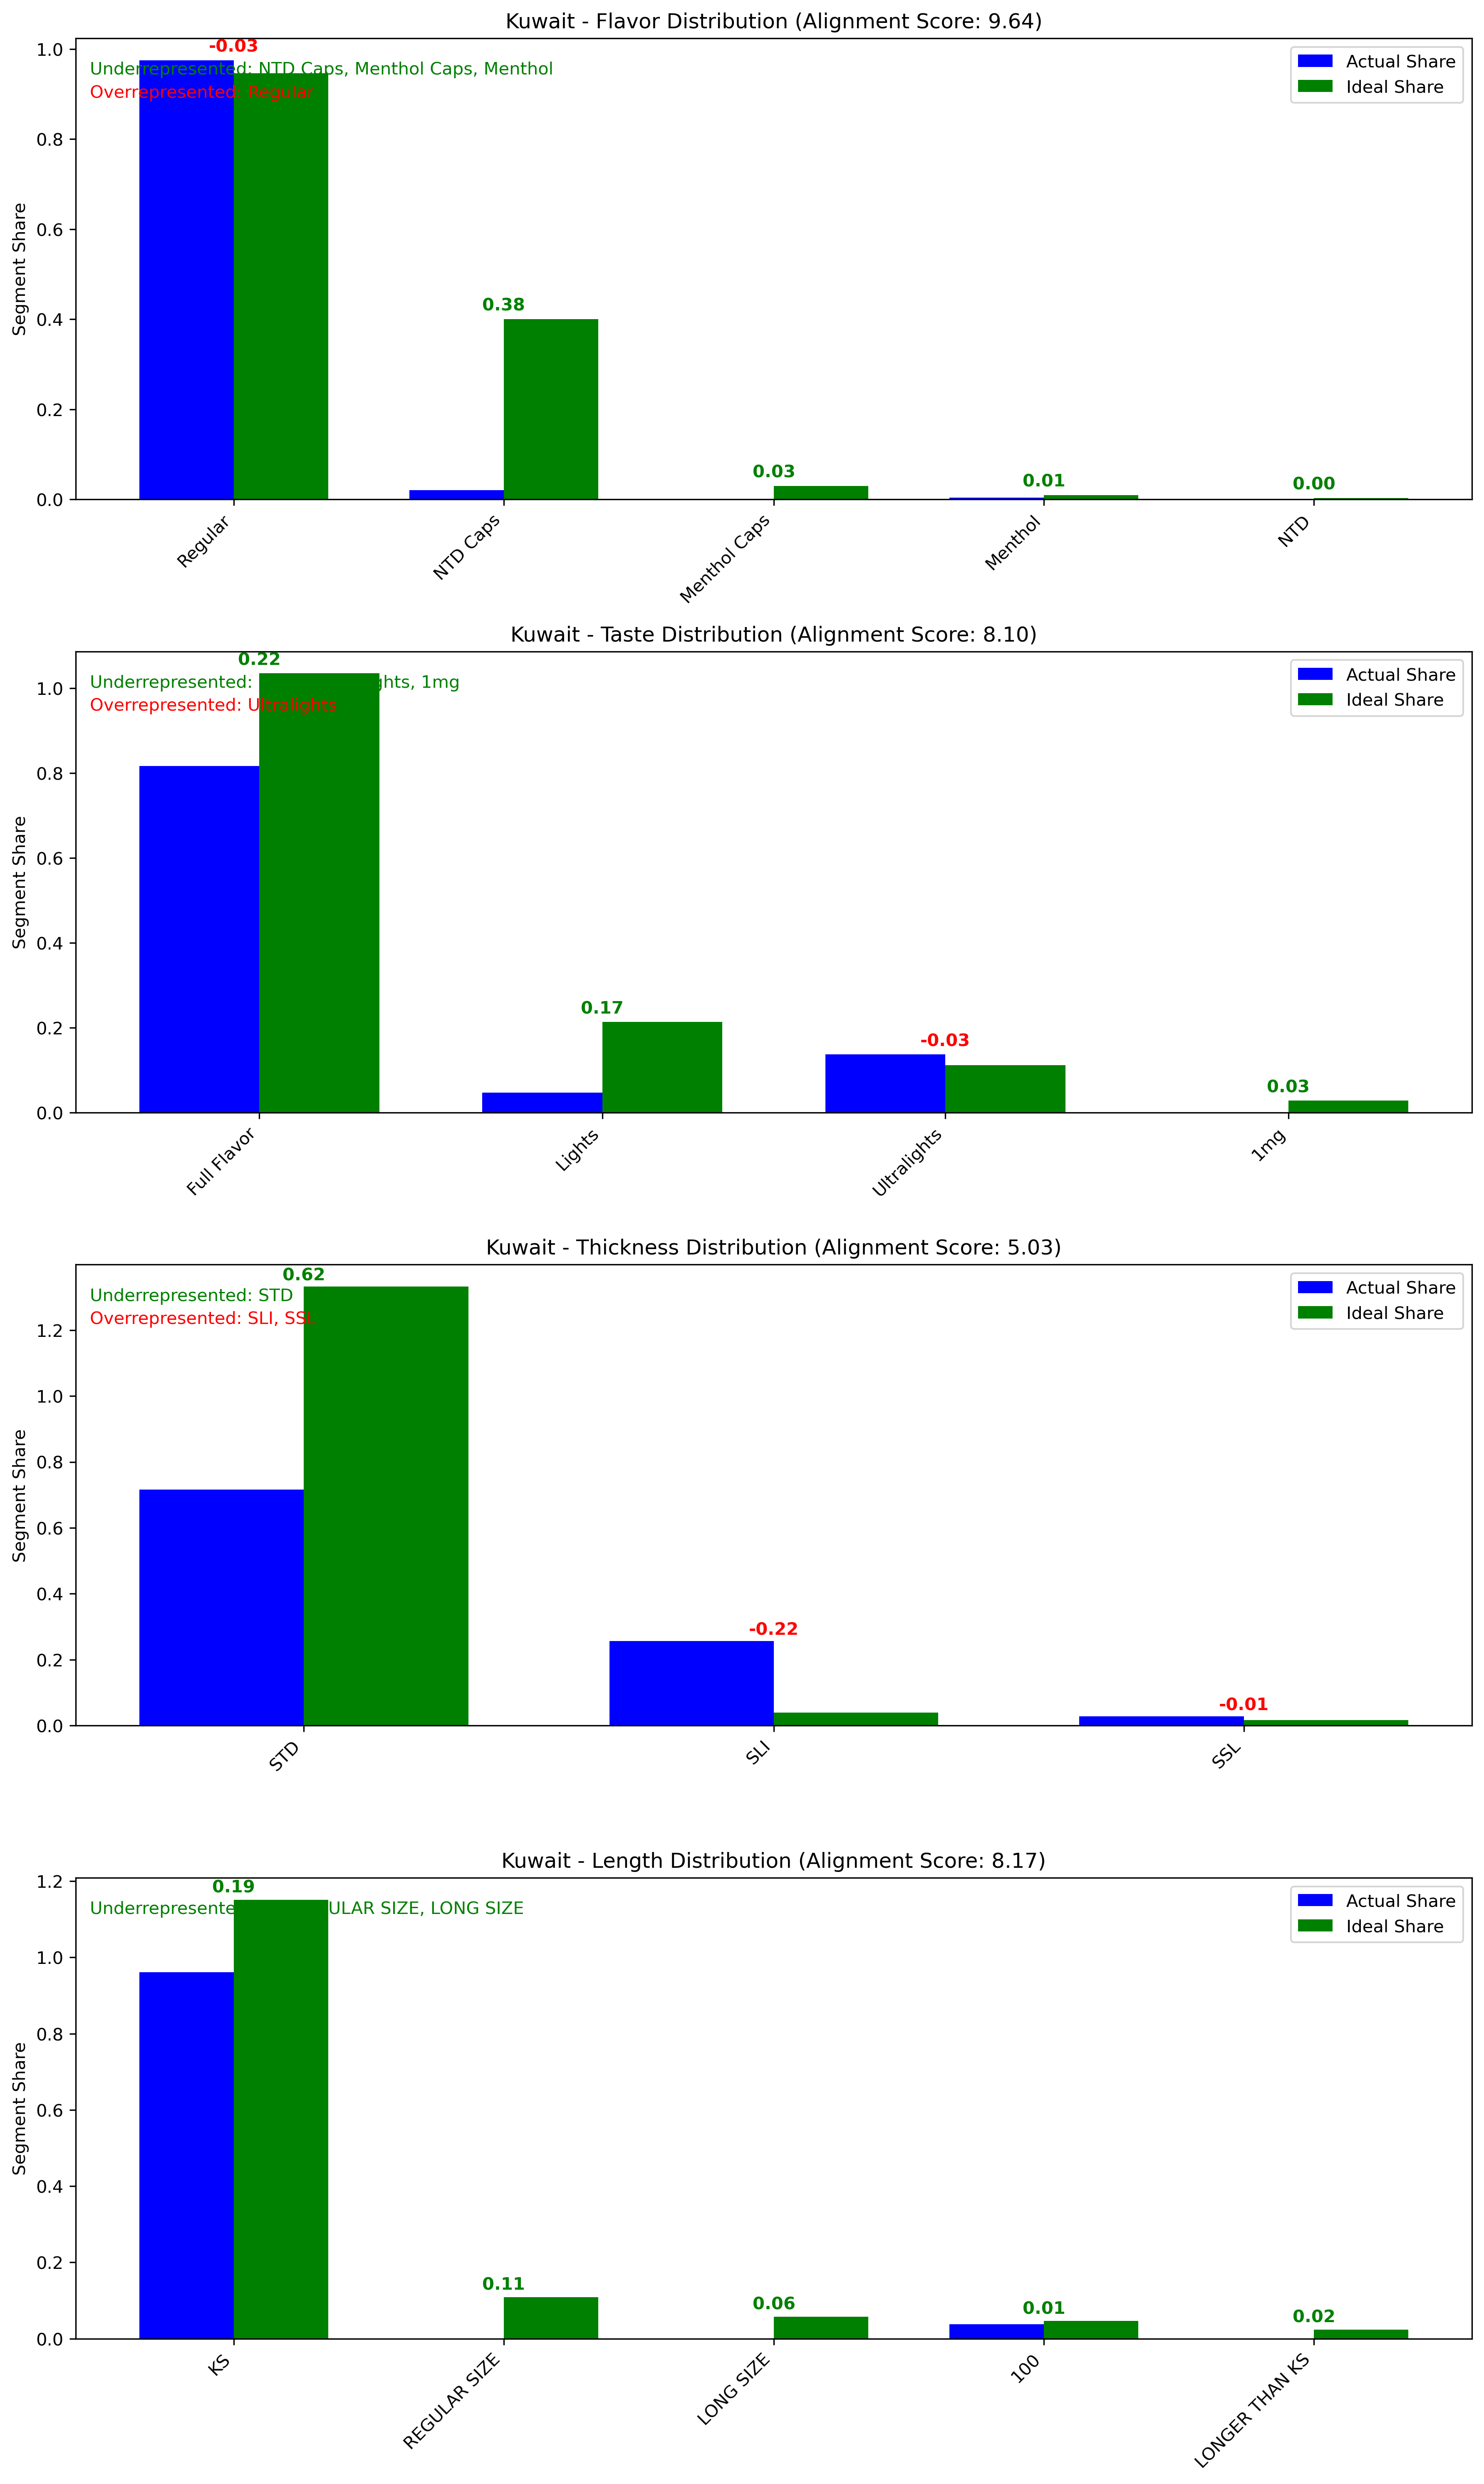 Kuwait - Flavor Distribution (Alignment Score: 9.64)
Segment Share
1.0
0.8
0.6
0.4
0.2
0.0
-0.03
0.38
0.03
0.01
0.00
Underrepresented: NTD Caps, Menthol Caps, Menthol
Overrepresented: Regular
Actual Share
Ideal Share
Regular
NTD Caps
Menthol Caps
Menthol
NTD
Kuwait - Taste Distribution (Alignment Score: 8.10)
Segment Share
1.0
0.8
0.6
0.4
0.2
0.0
0.22
0.17
-0.03
0.03
Underrepresented: ghts, 1mg
Overrepresented: Ultralights
Actual Share
Ideal Share
Full Flavor
Lights
Ultralights
1mg
Kuwait - Thickness Distribution (Alignment Score: 5.03)
Segment Share
1.2
1.0
0.8
0.6
0.4
0.2
0.0
0.62
-0.22
-0.01
Underrepresented: STD
Overrepresented: SLI, SSL
Actual Share
Ideal Share
STD
SLI
SSL
Kuwait - Length Distribution (Alignment Score: 8.17)
Segment Share
1.2
1.0
0.8
0.6
0.4
0.2
0.0
0.19
0.11
0.06
0.01
0.02
Underrepresente ULAR SIZE, LONG SIZE
Actual Share
Ideal Share
KS
REGULAR SIZE
LONG SIZE
100
LONGER THAN KS